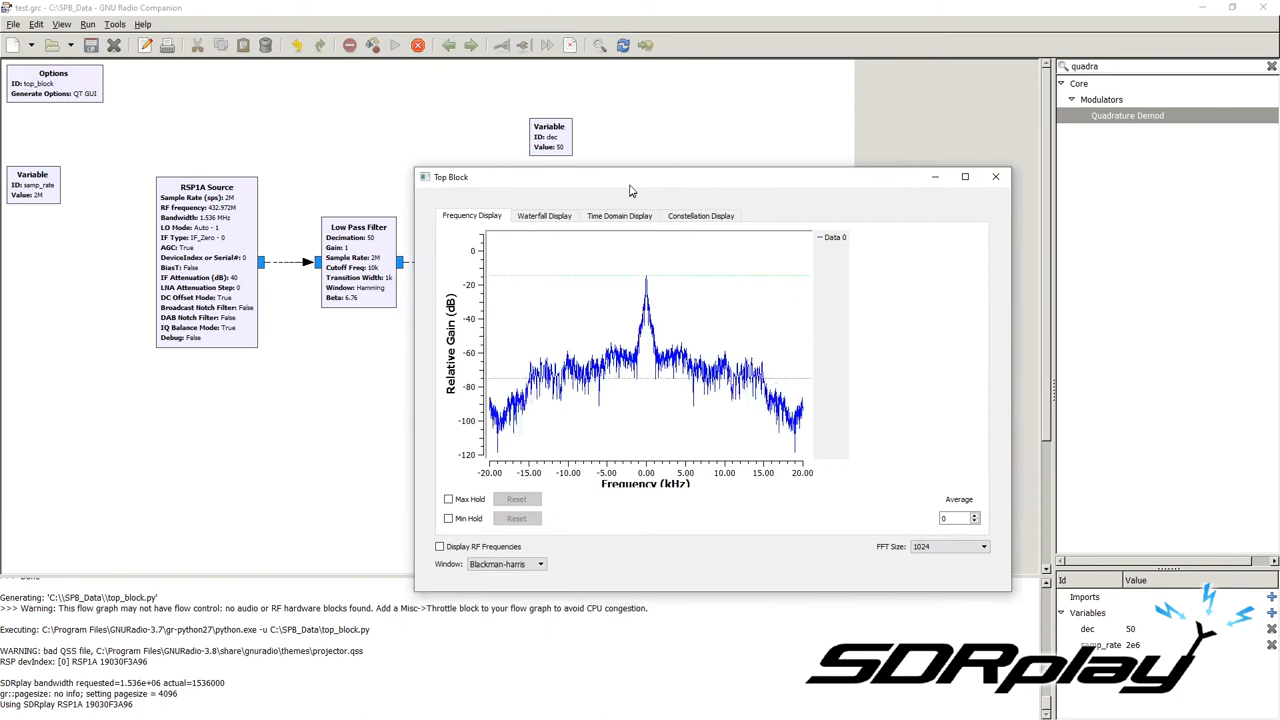 test.grc - C:\SPB_Data - GNU Radio Companion
File Edit View Run Tools Help
quadra
Core
Modulators
Quadrature Demod
Options
ID: top_block
Generate Options: QT GUI
Variable
ID: dec
Value: 50
Variable
ID: samp_rate
Value: 2M
RSP1A Source
Sample Rate (sps): 2M
RF frequency: 432.972M
Bandwidth: 1.536 MHz
LO Mode: Auto - 1
IF Type: IF_Zero - 0
AGC: True
DeviceIndex or Serial#: 0
BiasT: False
IF Attenuation (dB): 40
LNA Attenuation Step: 0
DC Offset Mode: True
Broadcast Notch Filter: False
DAB Notch Filter: False
IQ Balance Mode: True
Debug: False
Low Pass Filter
Decimation: 50
Gain: 1
Sample Rate: 2M
Cutoff Freq: 10k
Transition Width: 1k
Window: Hamming
Beta: 6.76
Top Block
Frequency Display Waterfall Display Time Domain Display Constellation Display
Data 0
0
-20
-40
-60
-80
-100
-120
Relative Gain (dB)
-20.00 -15.00 -10.00 -5.00 0.00 5.00 10.00 15.00 20.00
Frequency (kHz)
Max Hold Reset
Min Hold Reset
Average
0
Display RF Frequencies
FFT Size: 1024
Window: Blackman-harris
>>> Done
Generating: 'C:\\SPB_Data\\top_block.py'
>>> Warning: This flow graph may not have flow control: no audio or RF hardware blocks found. Add a Misc->Throttle block to your flow graph to avoid CPU congestion.
Executing: C:\Program Files\GNURadio-3.7\gr-python27\python.exe -u C:\SPB_Data\top_block.py
WARNING: bad QSS file, C:\Program Files\GNURadio-3.8\share\gnuradio\themes\projector.qss
RSP devIndex: [0] RSP1A 19030F3A96
SDRplay bandwidth requested=1.536e+06 actual=1536000
gr::pagesize: no info; setting pagesize = 4096
Using SDRplay RSP1A 19030F3A96
Id Value
Imports
Variables
dec 50
samp_rate 2e6
SDRplay